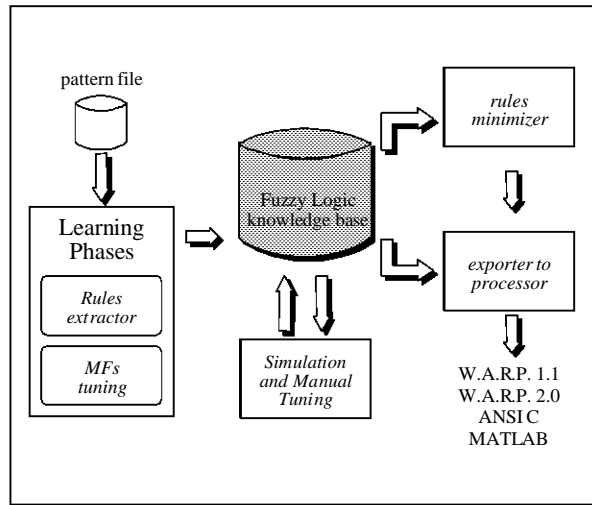 pattern file
Learning
Phases
Rules
extractor
MFs
tuning
Fuzzy Logic
knowledge base
Simulation
and Manual
Tuning
rules
minimizer
exporter to
processor
W.A.R.P. 1.1
W.A.R.P. 2.0
ANSI C
MATLAB